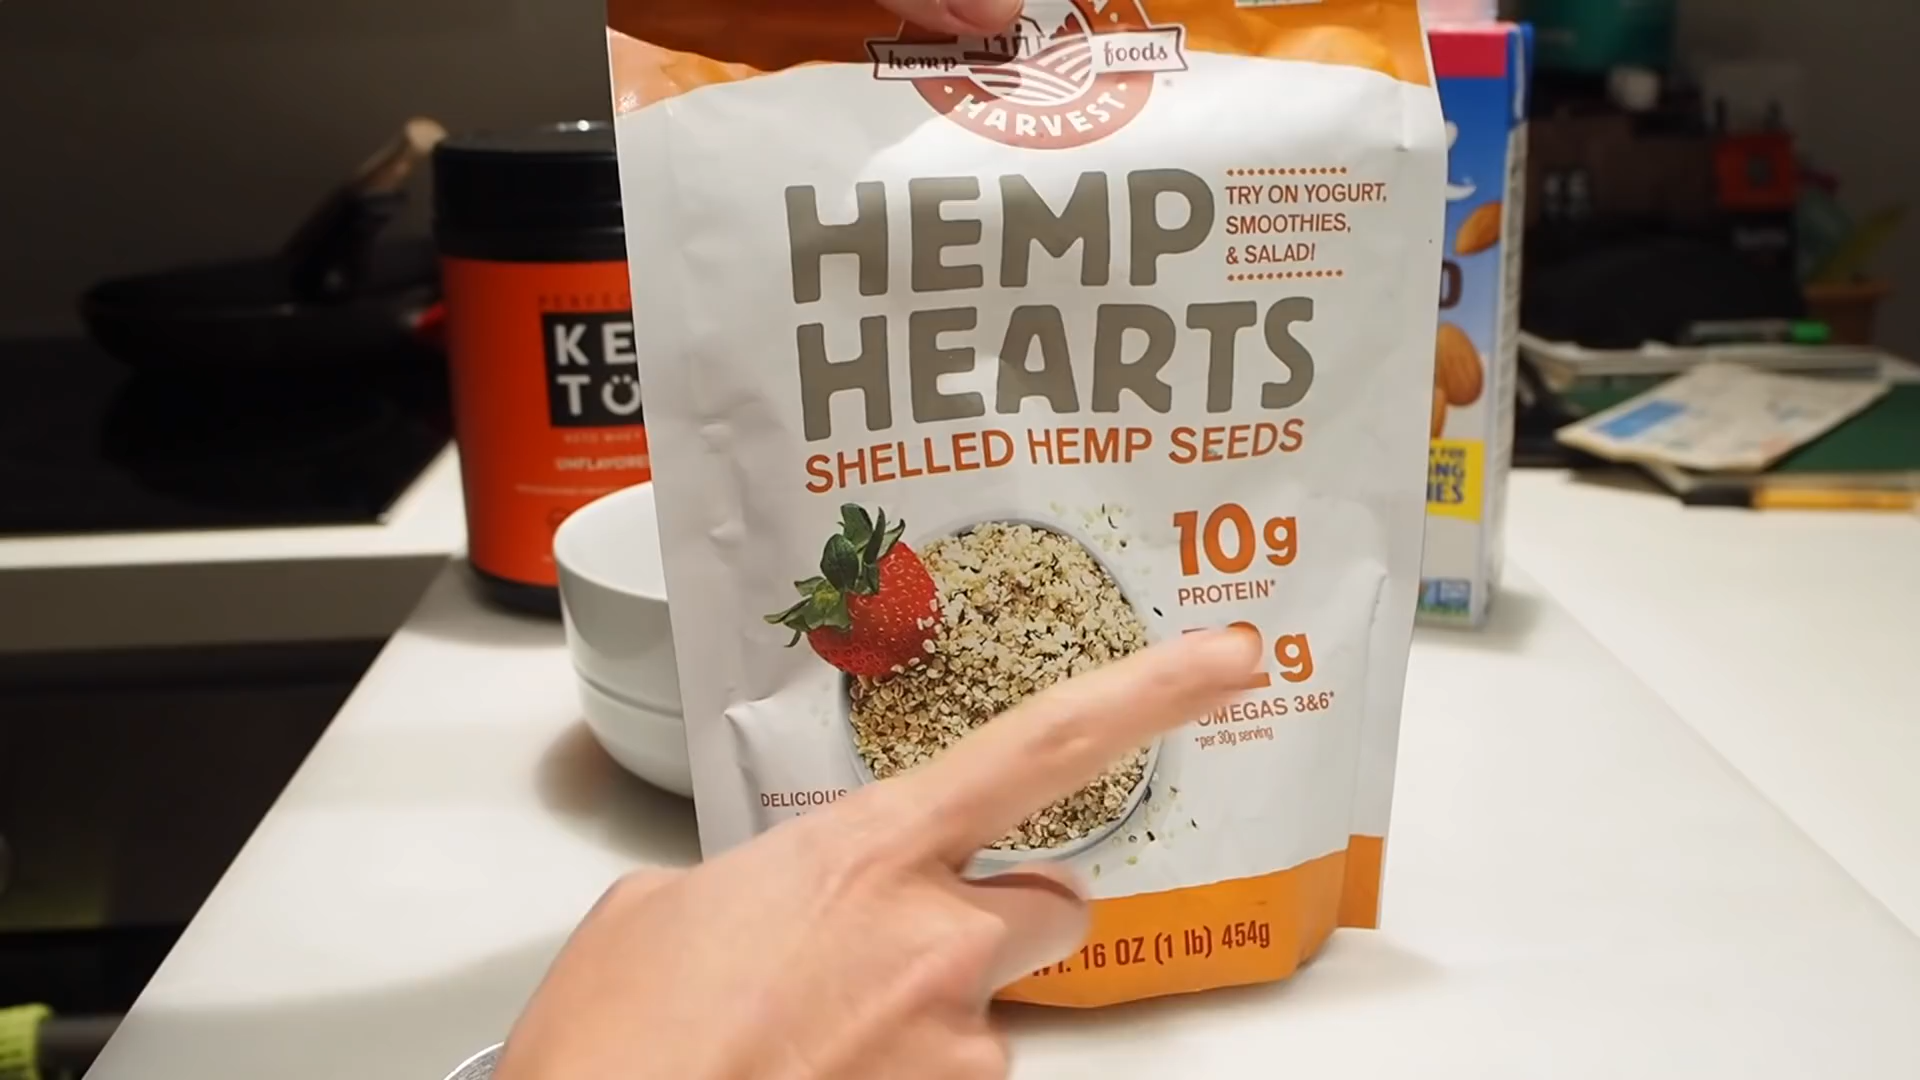 hemp foods
HARVEST
HEMP
HEARTS
TRY ON YOGURT,
SMOOTHIES,
& SALAD!
SHELLED HEMP SEEDS
10g
PROTEIN*
g
OMEGAS 3&6*
*per 30g serving
DELICIOUS
16 OZ (1 lb) 454g
KE
TO
UNFLAVORED